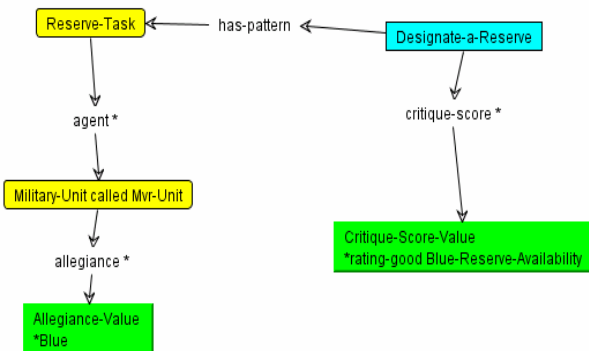 Reserve-Task
has-pattern
Designate-a-Reserve
agent *
critique-score *
Military-Unit called Mvr-Unit
Critique-Score-Value
*rating-good Blue-Reserve-Availability
allegiance *
Allegiance-Value
*Blue